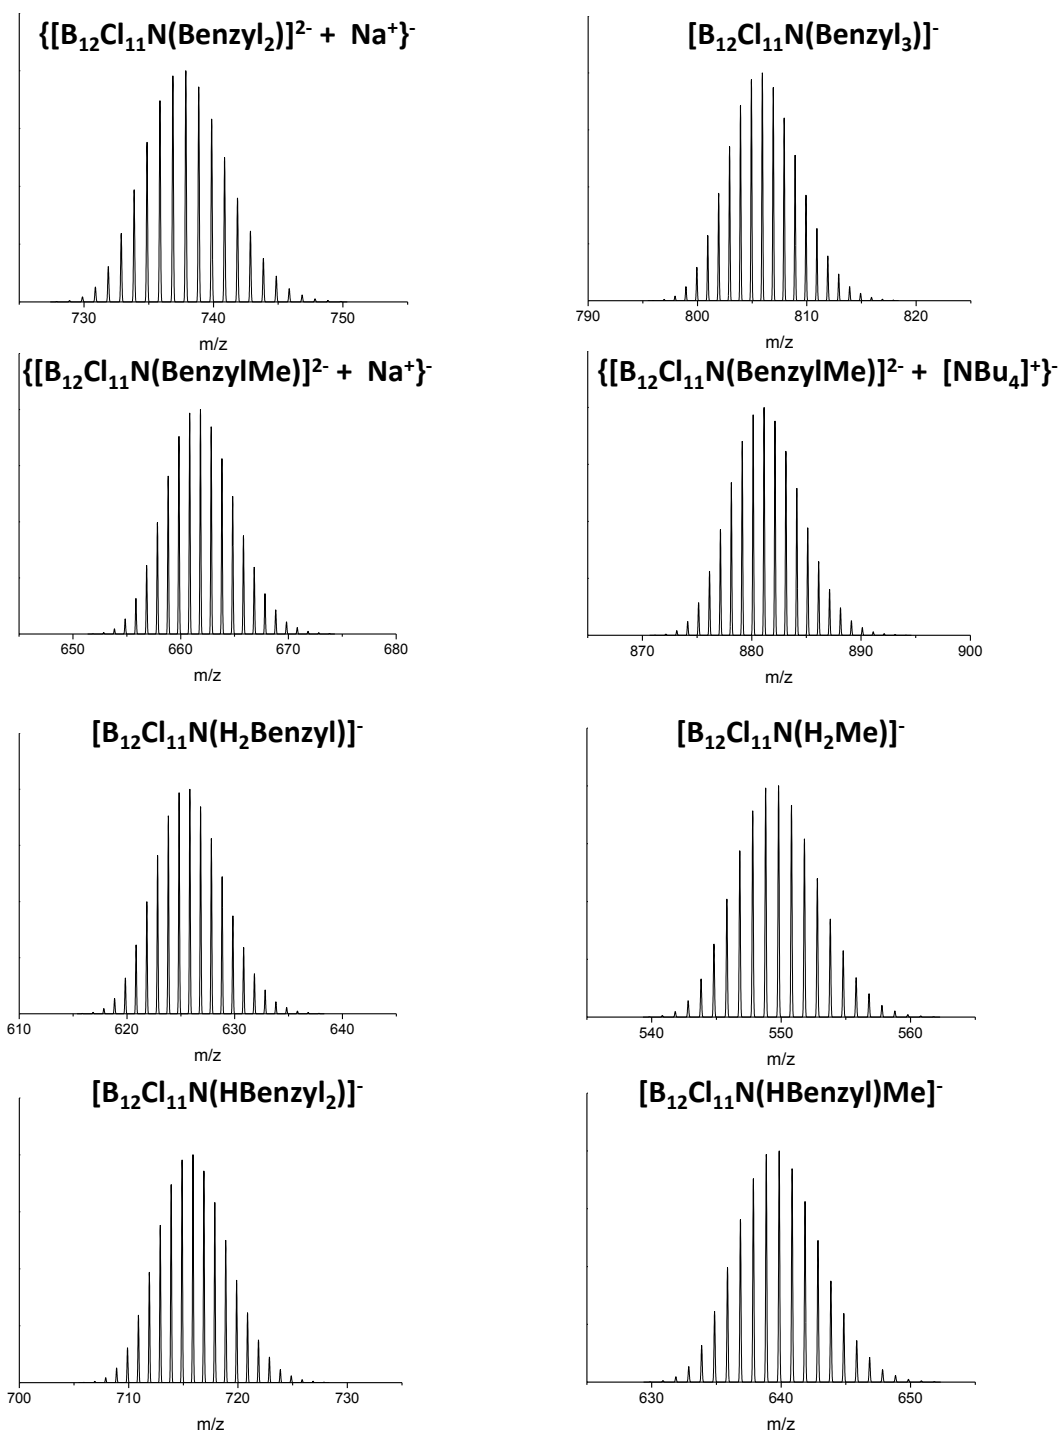 {[B₁₂Cl₁₁N(Benzyl₂)]²⁻ + Na⁺}⁻
730 740 750
m/z
[B₁₂Cl₁₁N(Benzyl₃)]⁻
790 800 810 820
m/z
{[B₁₂Cl₁₁N(BenzylMe)]²⁻ + Na⁺}⁻
650 660 670 680
m/z
{[B₁₂Cl₁₁N(BenzylMe)]²⁻ + [NBu₄]⁺}⁻
870 880 890 900
m/z
[B₁₂Cl₁₁N(H₂Benzyl)]⁻
610 620 630 640
m/z
[B₁₂Cl₁₁N(H₂Me)]⁻
540 550 560
m/z
[B₁₂Cl₁₁N(HBenzyl₂)]⁻
700 710 720 730
m/z
[B₁₂Cl₁₁N(HBenzyl)Me]⁻
630 640 650
m/z